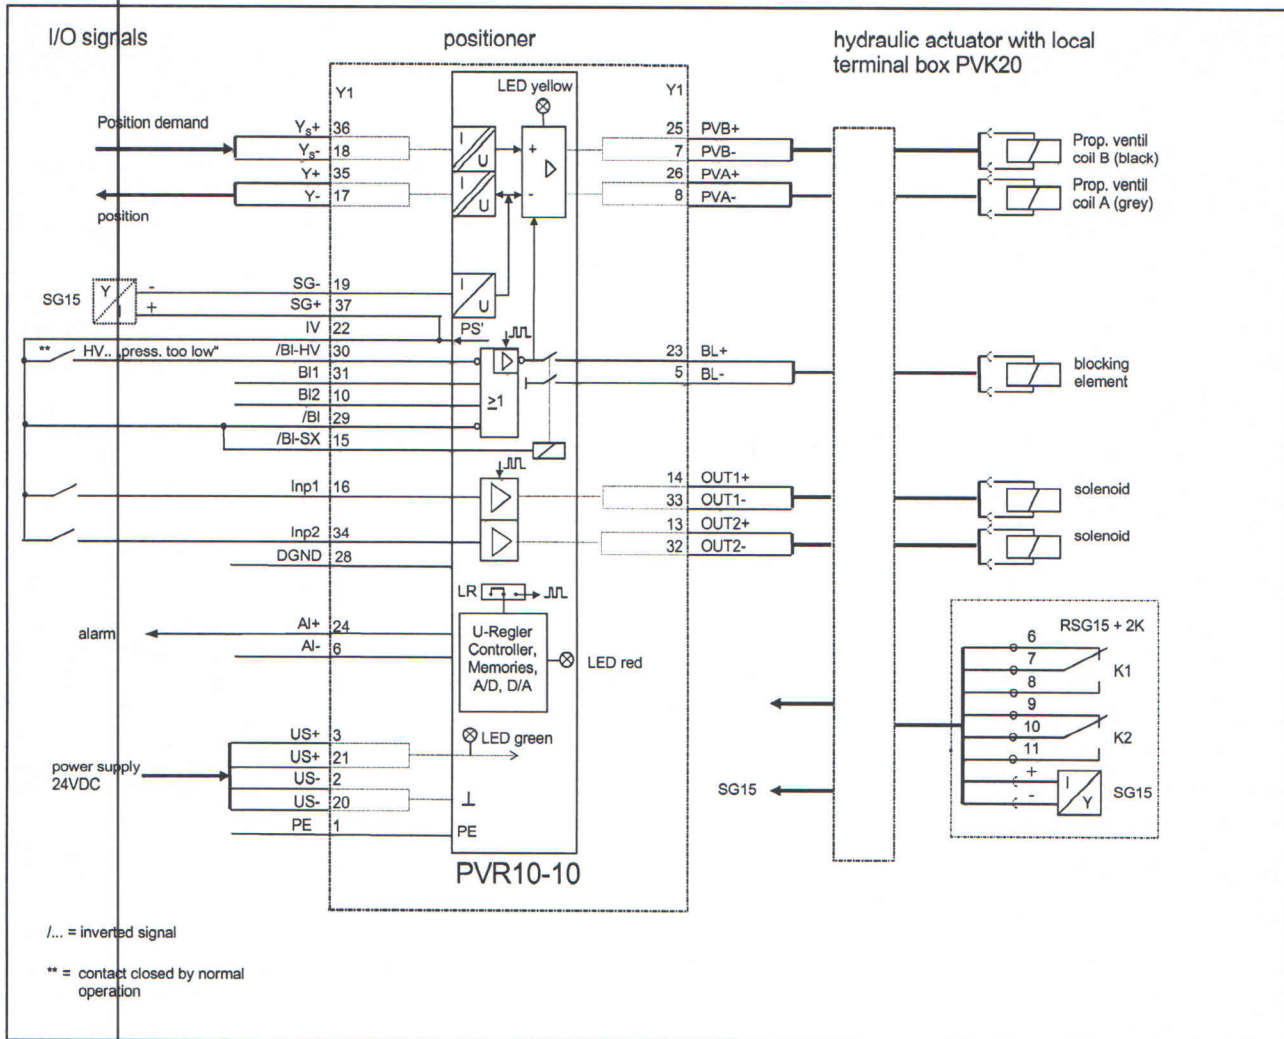 I/O signals
positioner
hydraulic actuator with local
terminal box PVK20
Y1
LED yellow
Y1
Position demand
Ys+ 36
Ys- 18
Y+ 35
Y- 17
position
I
U
I
U
+
-
25 PVB+
7 PVB-
26 PVA+
8 PVA-
Prop. ventil
coil B (black)
Prop. ventil
coil A (grey)
SG15
Y
I
-
+
SG- 19
SG+ 37
IV 22
I
U
PS'
** HV.. „press. too low“
/BI-HV 30
BI1 31
BI2 10
/BI 29
/BI-SX 15
≥1
23 BL+
5 BL-
blocking
element
Inp1 16
Inp2 34
DGND 28
14 OUT1+
33 OUT1-
13 OUT2+
32 OUT2-
solenoid
solenoid
LR
alarm
Al+ 24
Al- 6
U-Regler
Controller,
Memories,
A/D, D/A
LED red
RSG15 + 2K
6
7
8
K1
9
10
11
K2
+
-
I
Y
SG15
SG15
power supply
24VDC
US+ 3
US+ 21
US- 2
US- 20
PE 1
LED green
PE
PVR10-10
/... = inverted signal
** = contact closed by normal
operation